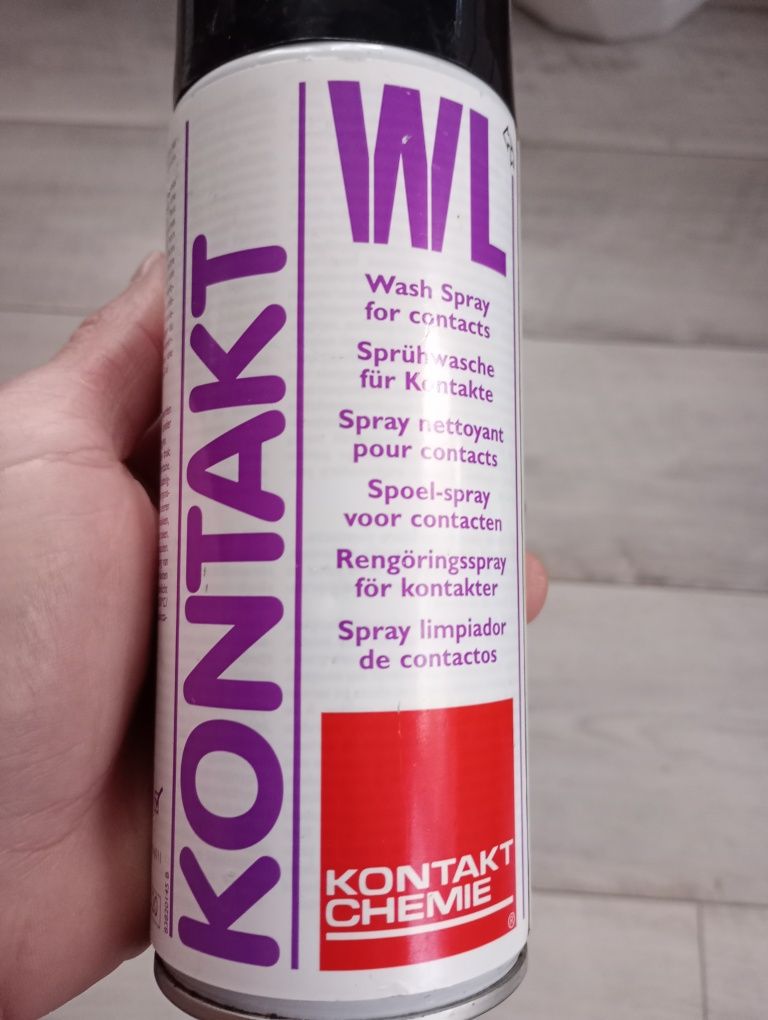 KONTAKT
WL
Wash Spray
for contacts
Sprühwasche
für Kontakte
Spray nettoyant
pour contacts
Spoel-spray
voor contacten
Rengöringsspray
för kontakter
Spray limpiador
de contactos
KONTAKT
CHEMIE
®